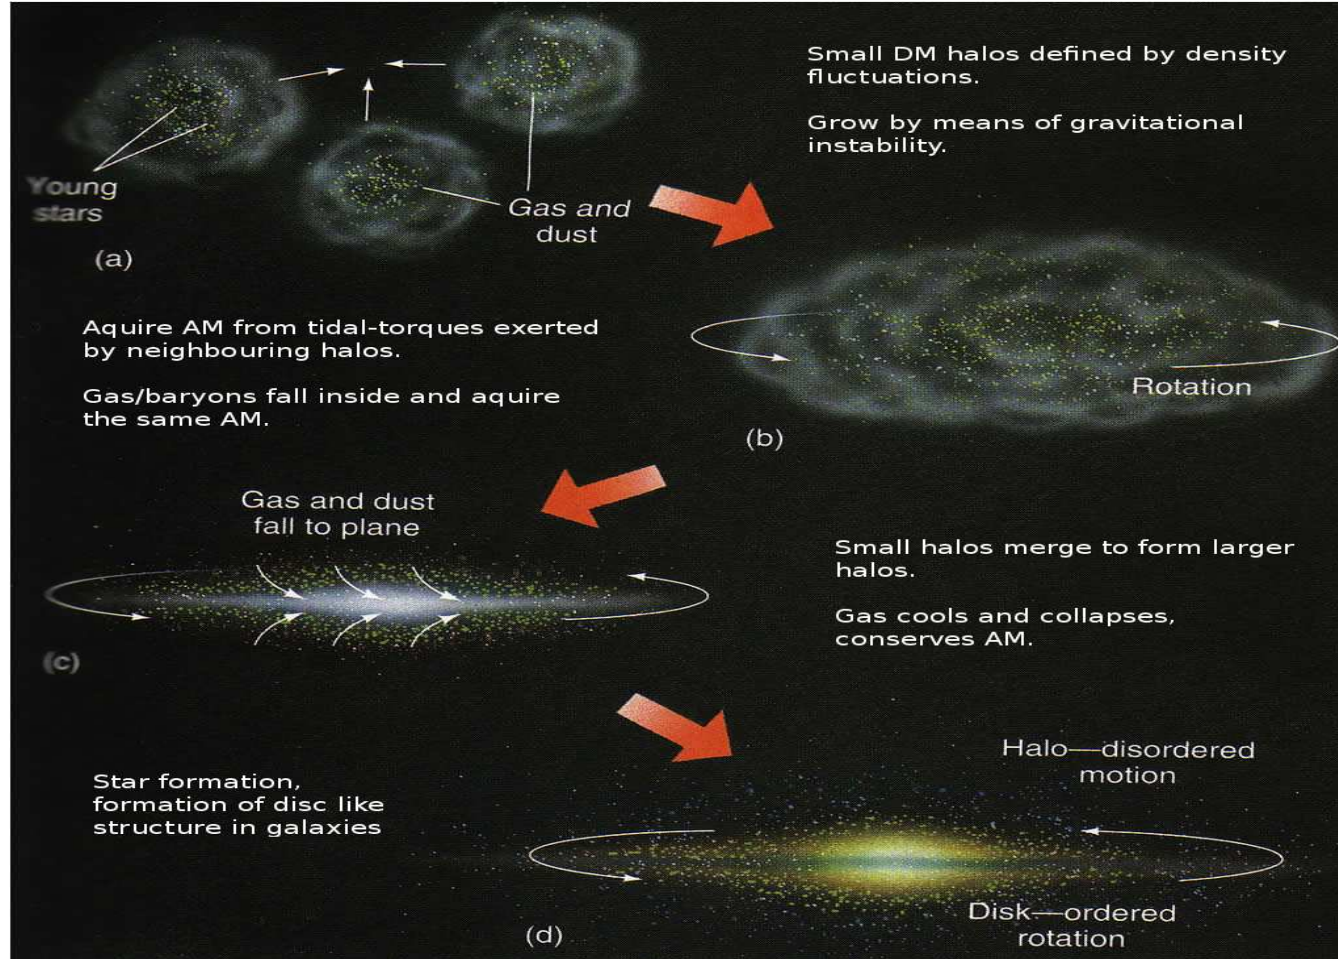 Small DM halos defined by density
fluctuations.
Grow by means of gravitational
instability.
Young
stars
Gas and
dust
(a)
Aquire AM from tidal-torques exerted
by neighbouring halos.
Gas/baryons fall inside and aquire
the same AM.
Rotation
(b)
Gas and dust
fall to plane
(c)
Small halos merge to form larger
halos.
Gas cools and collapses,
conserves AM.
Star formation,
formation of disc like
structure in galaxies
Halo—disordered
motion
Disk—ordered
rotation
(d)